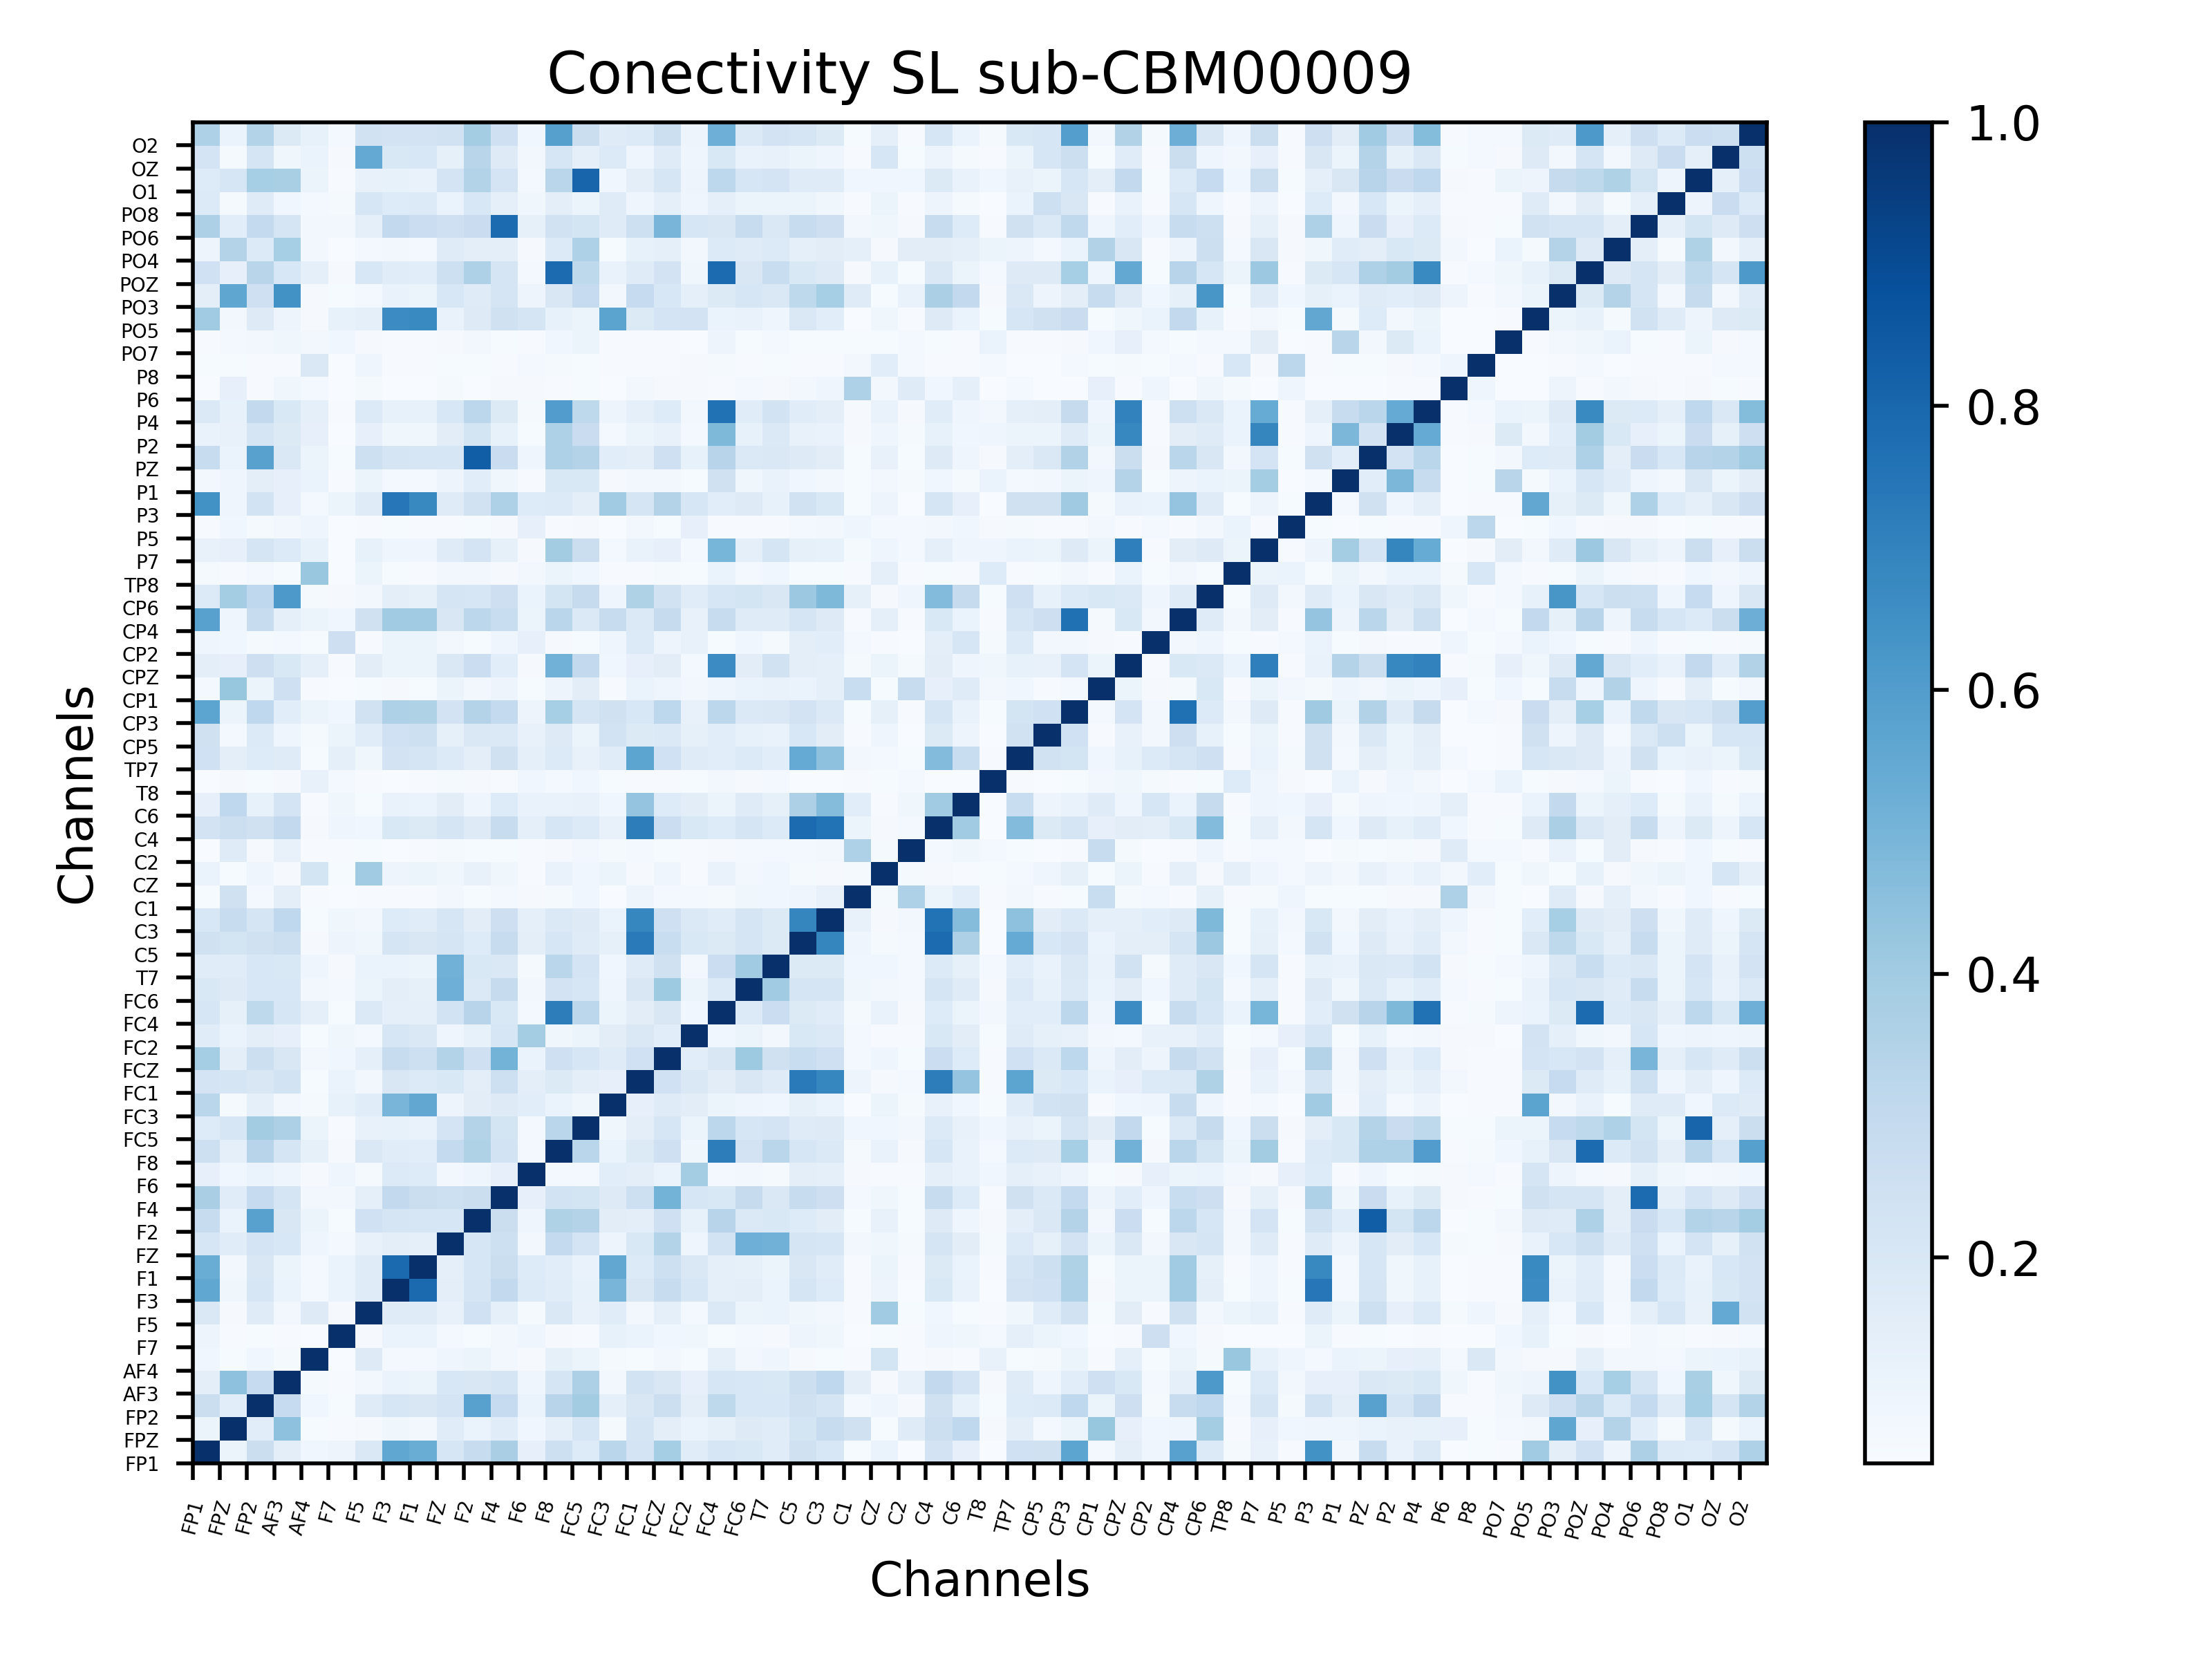 Conectivity SL sub-CBM00009
Channels
O2
OZ
O1
PO8
PO6
PO4
POZ
PO3
PO5
PO7
P8
P6
P4
P2
PZ
P1
P3
P5
P7
TP8
CP6
CP4
CP2
CPZ
CP1
CP3
CP5
TP7
T8
C6
C4
C2
CZ
C1
C3
C5
T7
FC6
FC4
FC2
FCZ
FC1
FC3
FC5
F8
F6
F4
F2
FZ
F1
F3
F5
F7
AF4
AF3
FP2
FPZ
FP1
FP1 FPZ FP2 AF3 AF4 F7 F5 F3 F1 FZ F2 F4 F6 F8 FC5 FC3 FC1 FCZ FC2 FC4 FC6 T7 C5 C3 C1 CZ C2 C4 C6 T8 TP7 CP5 CP3 CP1 CPZ CP2 CP4 CP6 TP8 P7 P5 P3 P1 PZ P2 P4 P6 P8 PO7 PO5 PO3 POZ PO4 PO6 PO8 O1 OZ O2
Channels
1.0
0.8
0.6
0.4
0.2